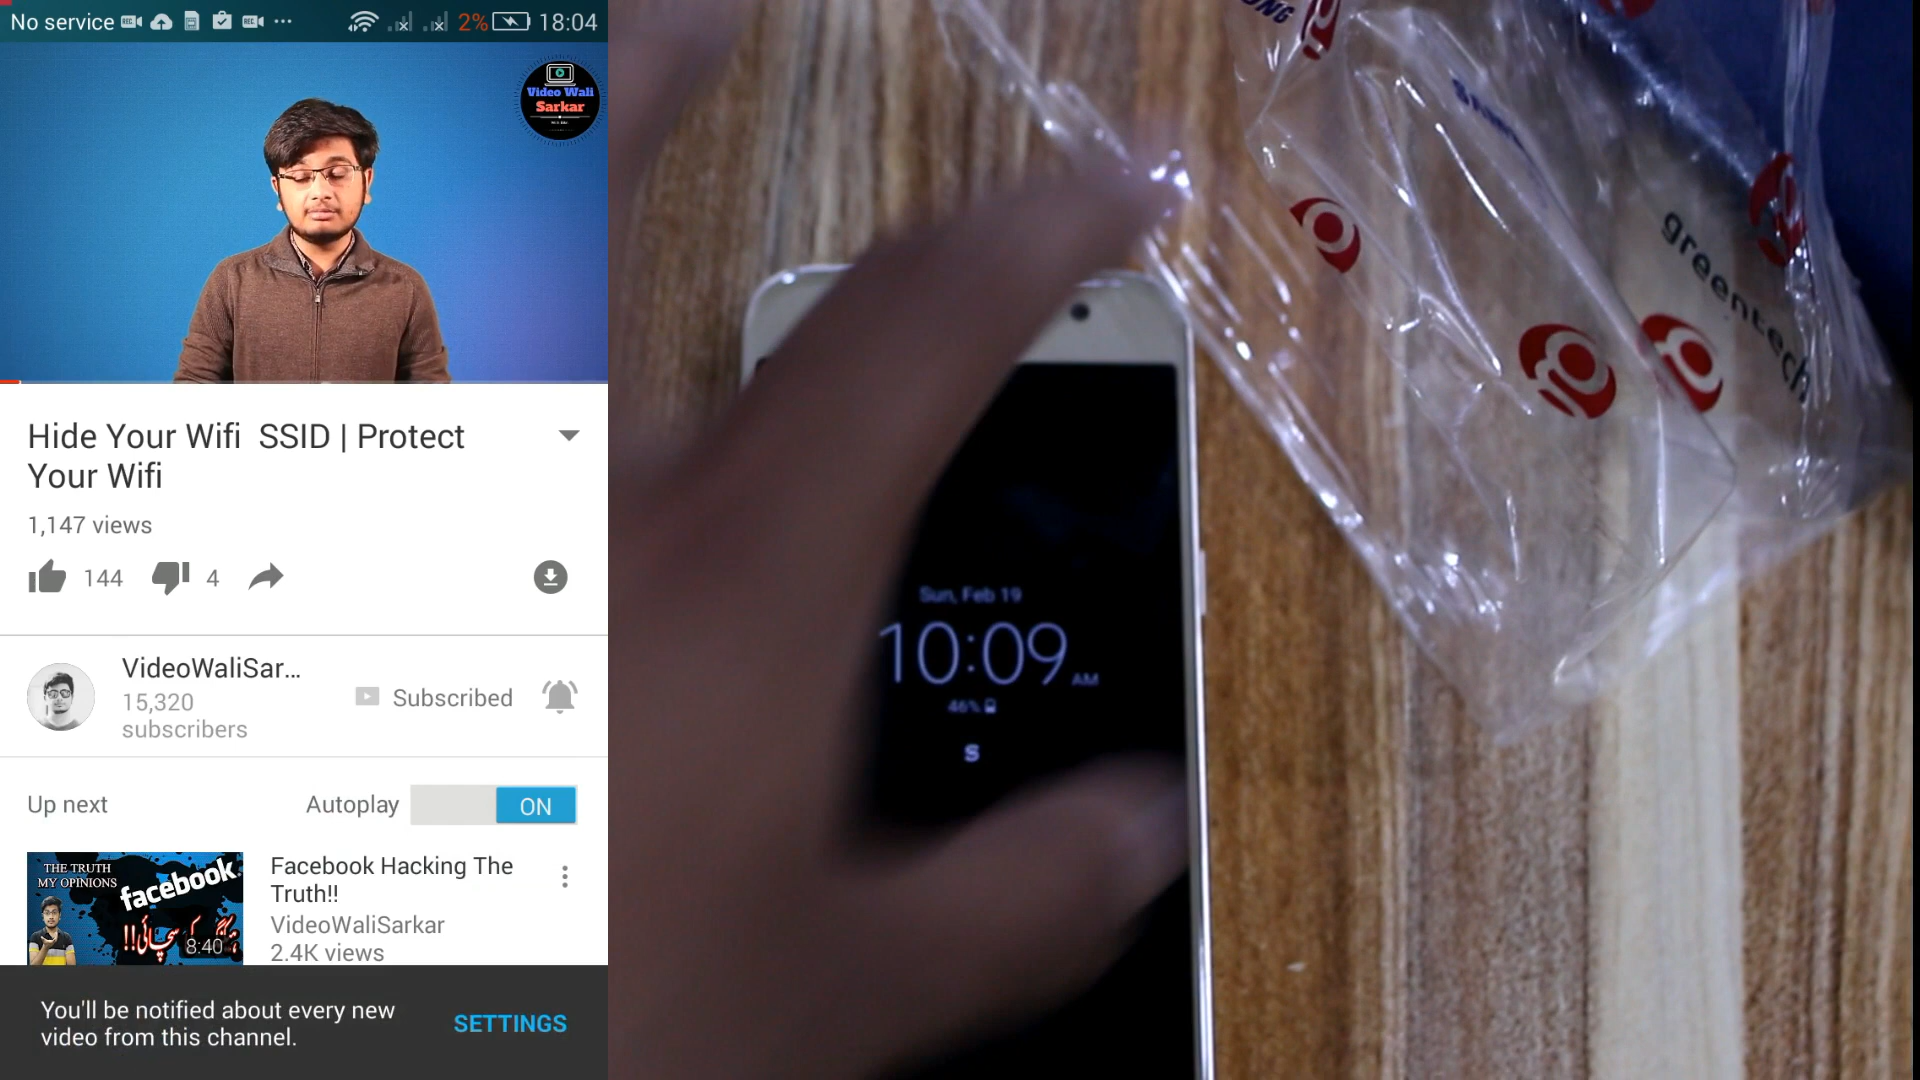 No service
2%
18:04
Video Wali
Sarkar
Hide Your Wifi SSID | Protect
Your Wifi
1,147 views
144
4
VideoWaliSar...
15,320
subscribers
Subscribed
Up next
Autoplay
ON
THE TRUTH
MY OPINIONS
facebook
8:40
Facebook Hacking The
Truth!!
VideoWaliSarkar
2.4K views
You'll be notified about every new
video from this channel.
SETTINGS
Sun, Feb 19
10:09 AM
46%
S
greentech